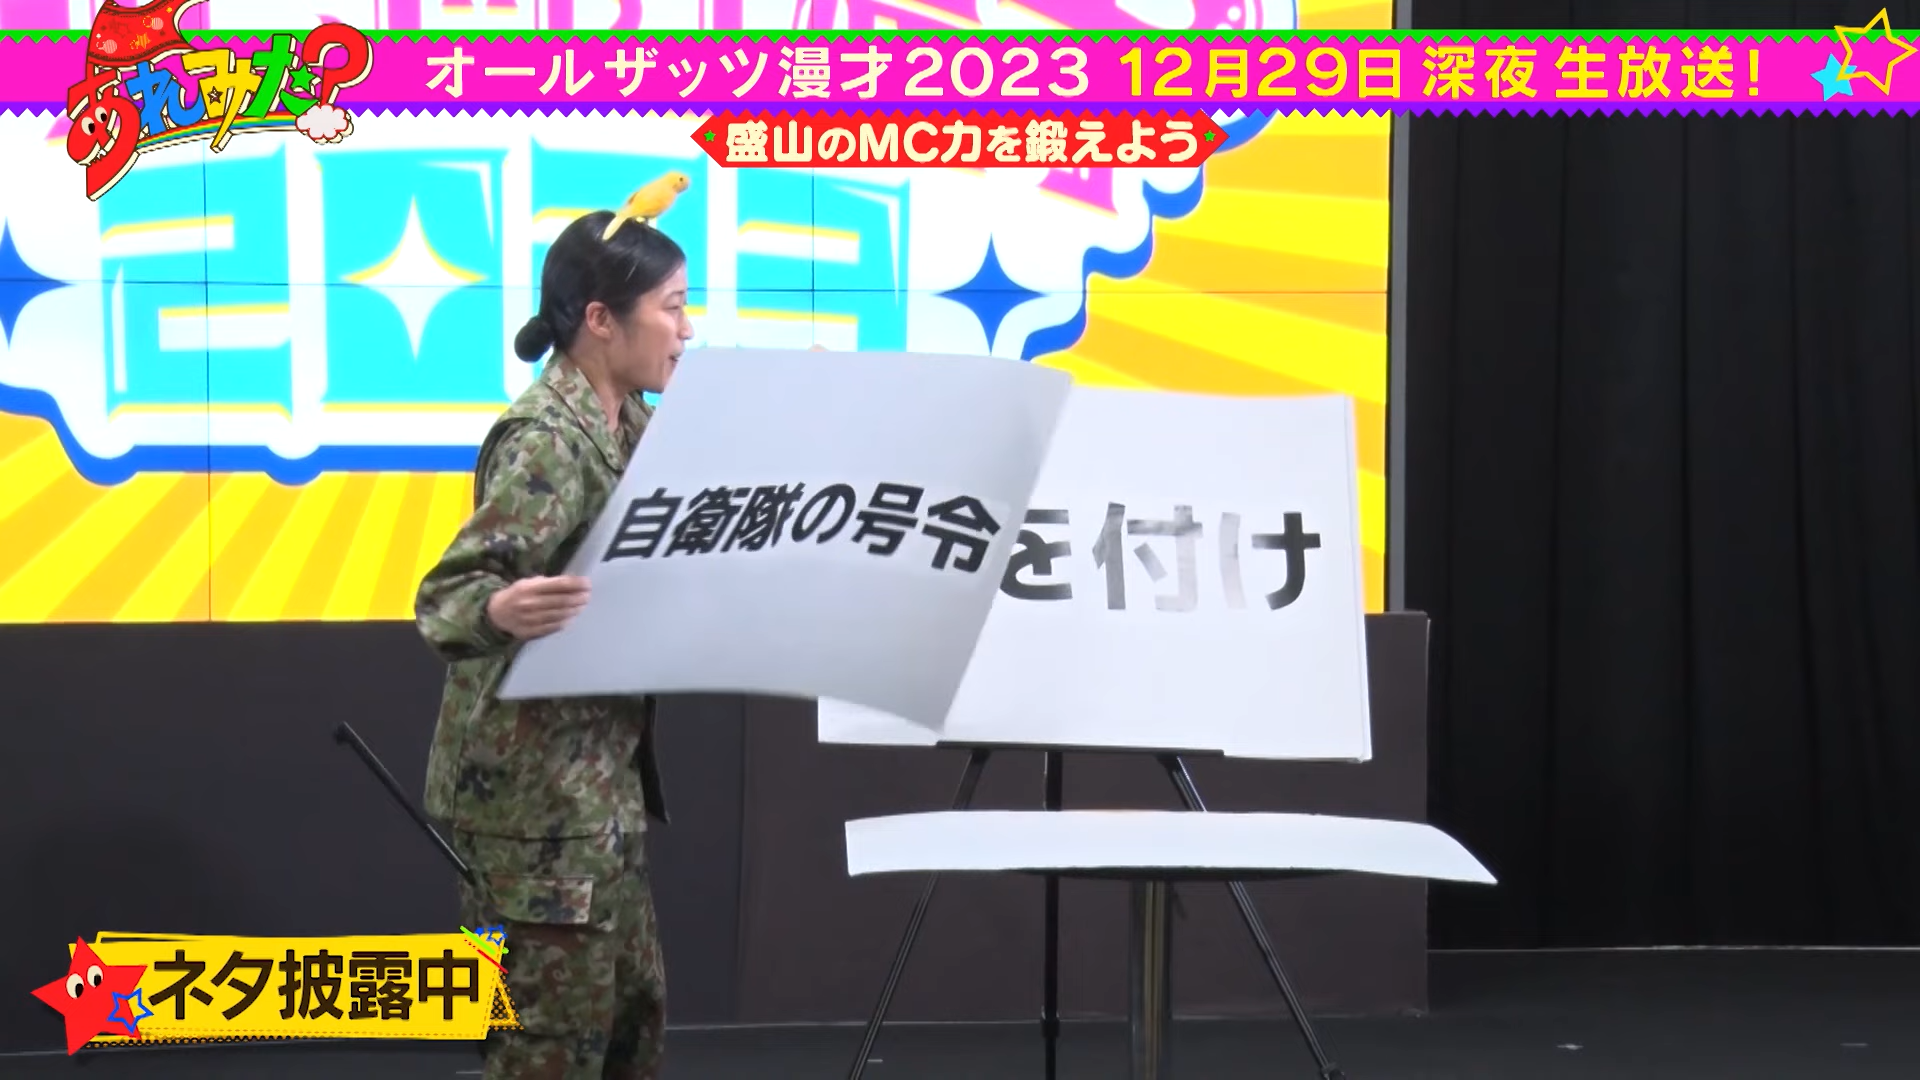 あれみた?
オールザッツ漫才2023 12月29日 深夜 生放送!
盛山のMC力を鍛えよう
自衛隊の号令
を付け
ネタ披露中